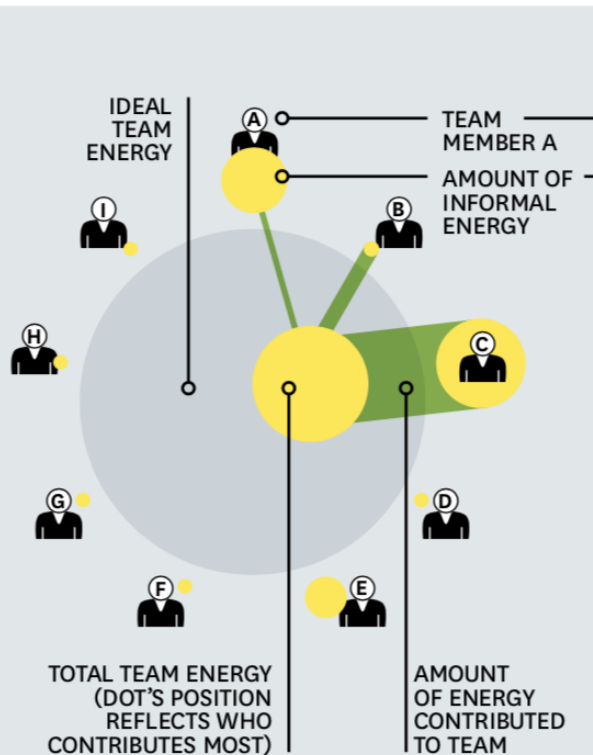 IDEAL
TEAM
ENERGY
A
TEAM
MEMBER A
AMOUNT OF
INFORMAL
ENERGY
I
B
H
C
G
D
F
E
TOTAL TEAM ENERGY
(DOT'S POSITION
REFLECTS WHO
CONTRIBUTES MOST)
AMOUNT
OF ENERGY
CONTRIBUTED
TO TEAM